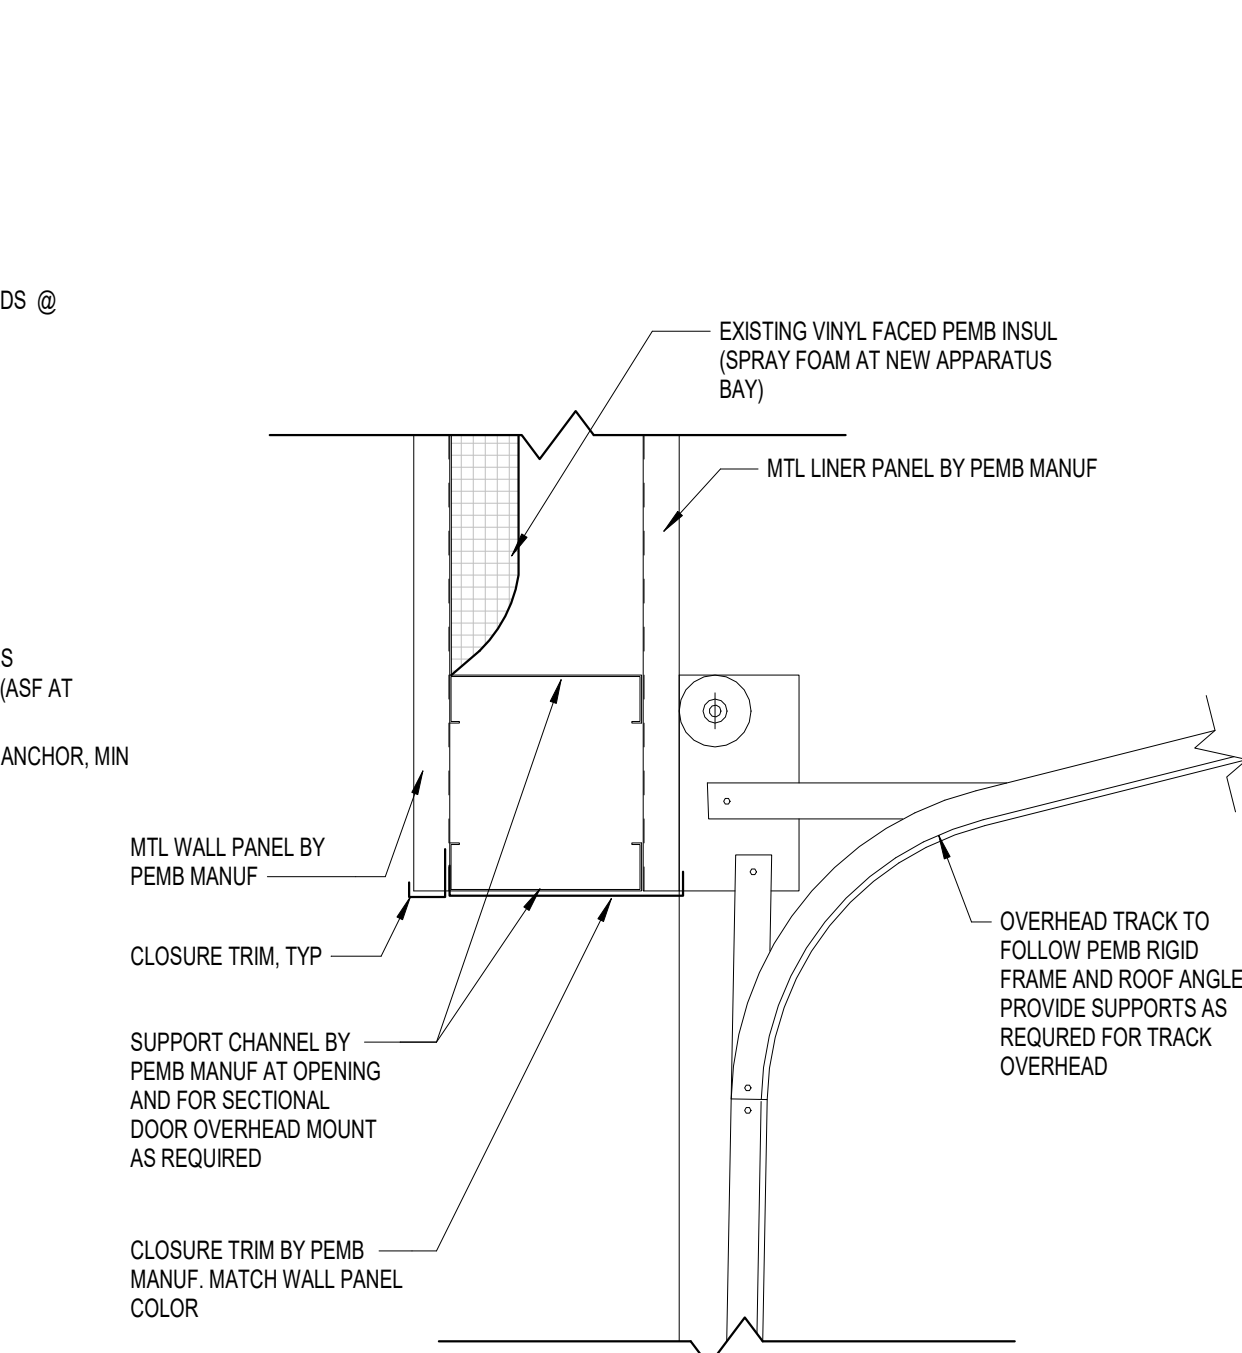 DS @
EXISTING VINYL FACED PEMB INSUL
(SPRAY FOAM AT NEW APPARATUS
BAY)
MTL LINER PANEL BY PEMB MANUF
S
(ASF AT
ANCHOR, MIN
MTL WALL PANEL BY
PEMB MANUF
CLOSURE TRIM, TYP
SUPPORT CHANNEL BY
PEMB MANUF AT OPENING
AND FOR SECTIONAL
DOOR OVERHEAD MOUNT
AS REQUIRED
CLOSURE TRIM BY PEMB
MANUF. MATCH WALL PANEL
COLOR
OVERHEAD TRACK TO
FOLLOW PEMB RIGID
FRAME AND ROOF ANGLE
PROVIDE SUPPORTS AS
REQURED FOR TRACK
OVERHEAD